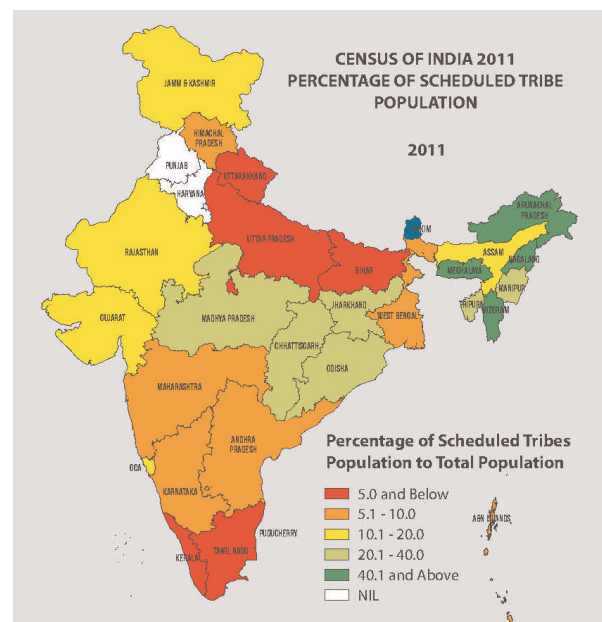 CENSUS OF INDIA 2011
PERCENTAGE OF SCHEDULED TRIBE
POPULATION
2011
JAMM & KASHMIR
HIMACHAL
PRADESH
PUNJAB
UTTARAKHAND
HARYANA
ARUNACHAL
PRADESH
RAJASTHAN
UTTAR PRADESH
ASSAM
NAGALAND
BIHAR
MEGHALAYA
MANIPUR
JHARKHAND
TRIPURA
MIZORAM
GUJARAT
MADHYA PRADESH
WEST BENGAL
CHHATTISGARH
ODISHA
MAHARASHTRA
ANDHRA
PRADESH
GOA
KARNATAKA
PUDUCHERRY
KERALA
TAMIL NADU
A&N ISLANDS
Percentage of Scheduled Tribes
Population to Total Population
5.0 and Below
5.1 - 10.0
10.1 - 20.0
20.1 - 40.0
40.1 and Above
NIL